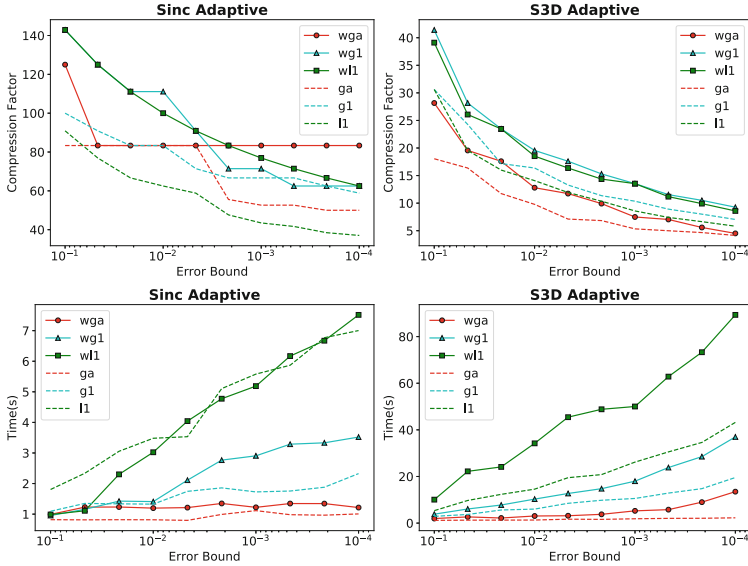 Sinc Adaptive
140
120
100
80
60
40
Compression Factor
10⁻¹ 10⁻² 10⁻³ 10⁻⁴
Error Bound
wga
wg1
wl1
ga
g1
l1
S3D Adaptive
40
35
30
25
20
15
10
5
Compression Factor
10⁻¹ 10⁻² 10⁻³ 10⁻⁴
Error Bound
wga
wg1
wl1
ga
g1
l1
Sinc Adaptive
7
6
5
4
3
2
1
Time(s)
10⁻¹ 10⁻² 10⁻³ 10⁻⁴
Error Bound
wga
wg1
wl1
ga
g1
l1
S3D Adaptive
80
60
40
20
0
Time(s)
10⁻¹ 10⁻² 10⁻³ 10⁻⁴
Error Bound
wga
wg1
wl1
ga
g1
l1